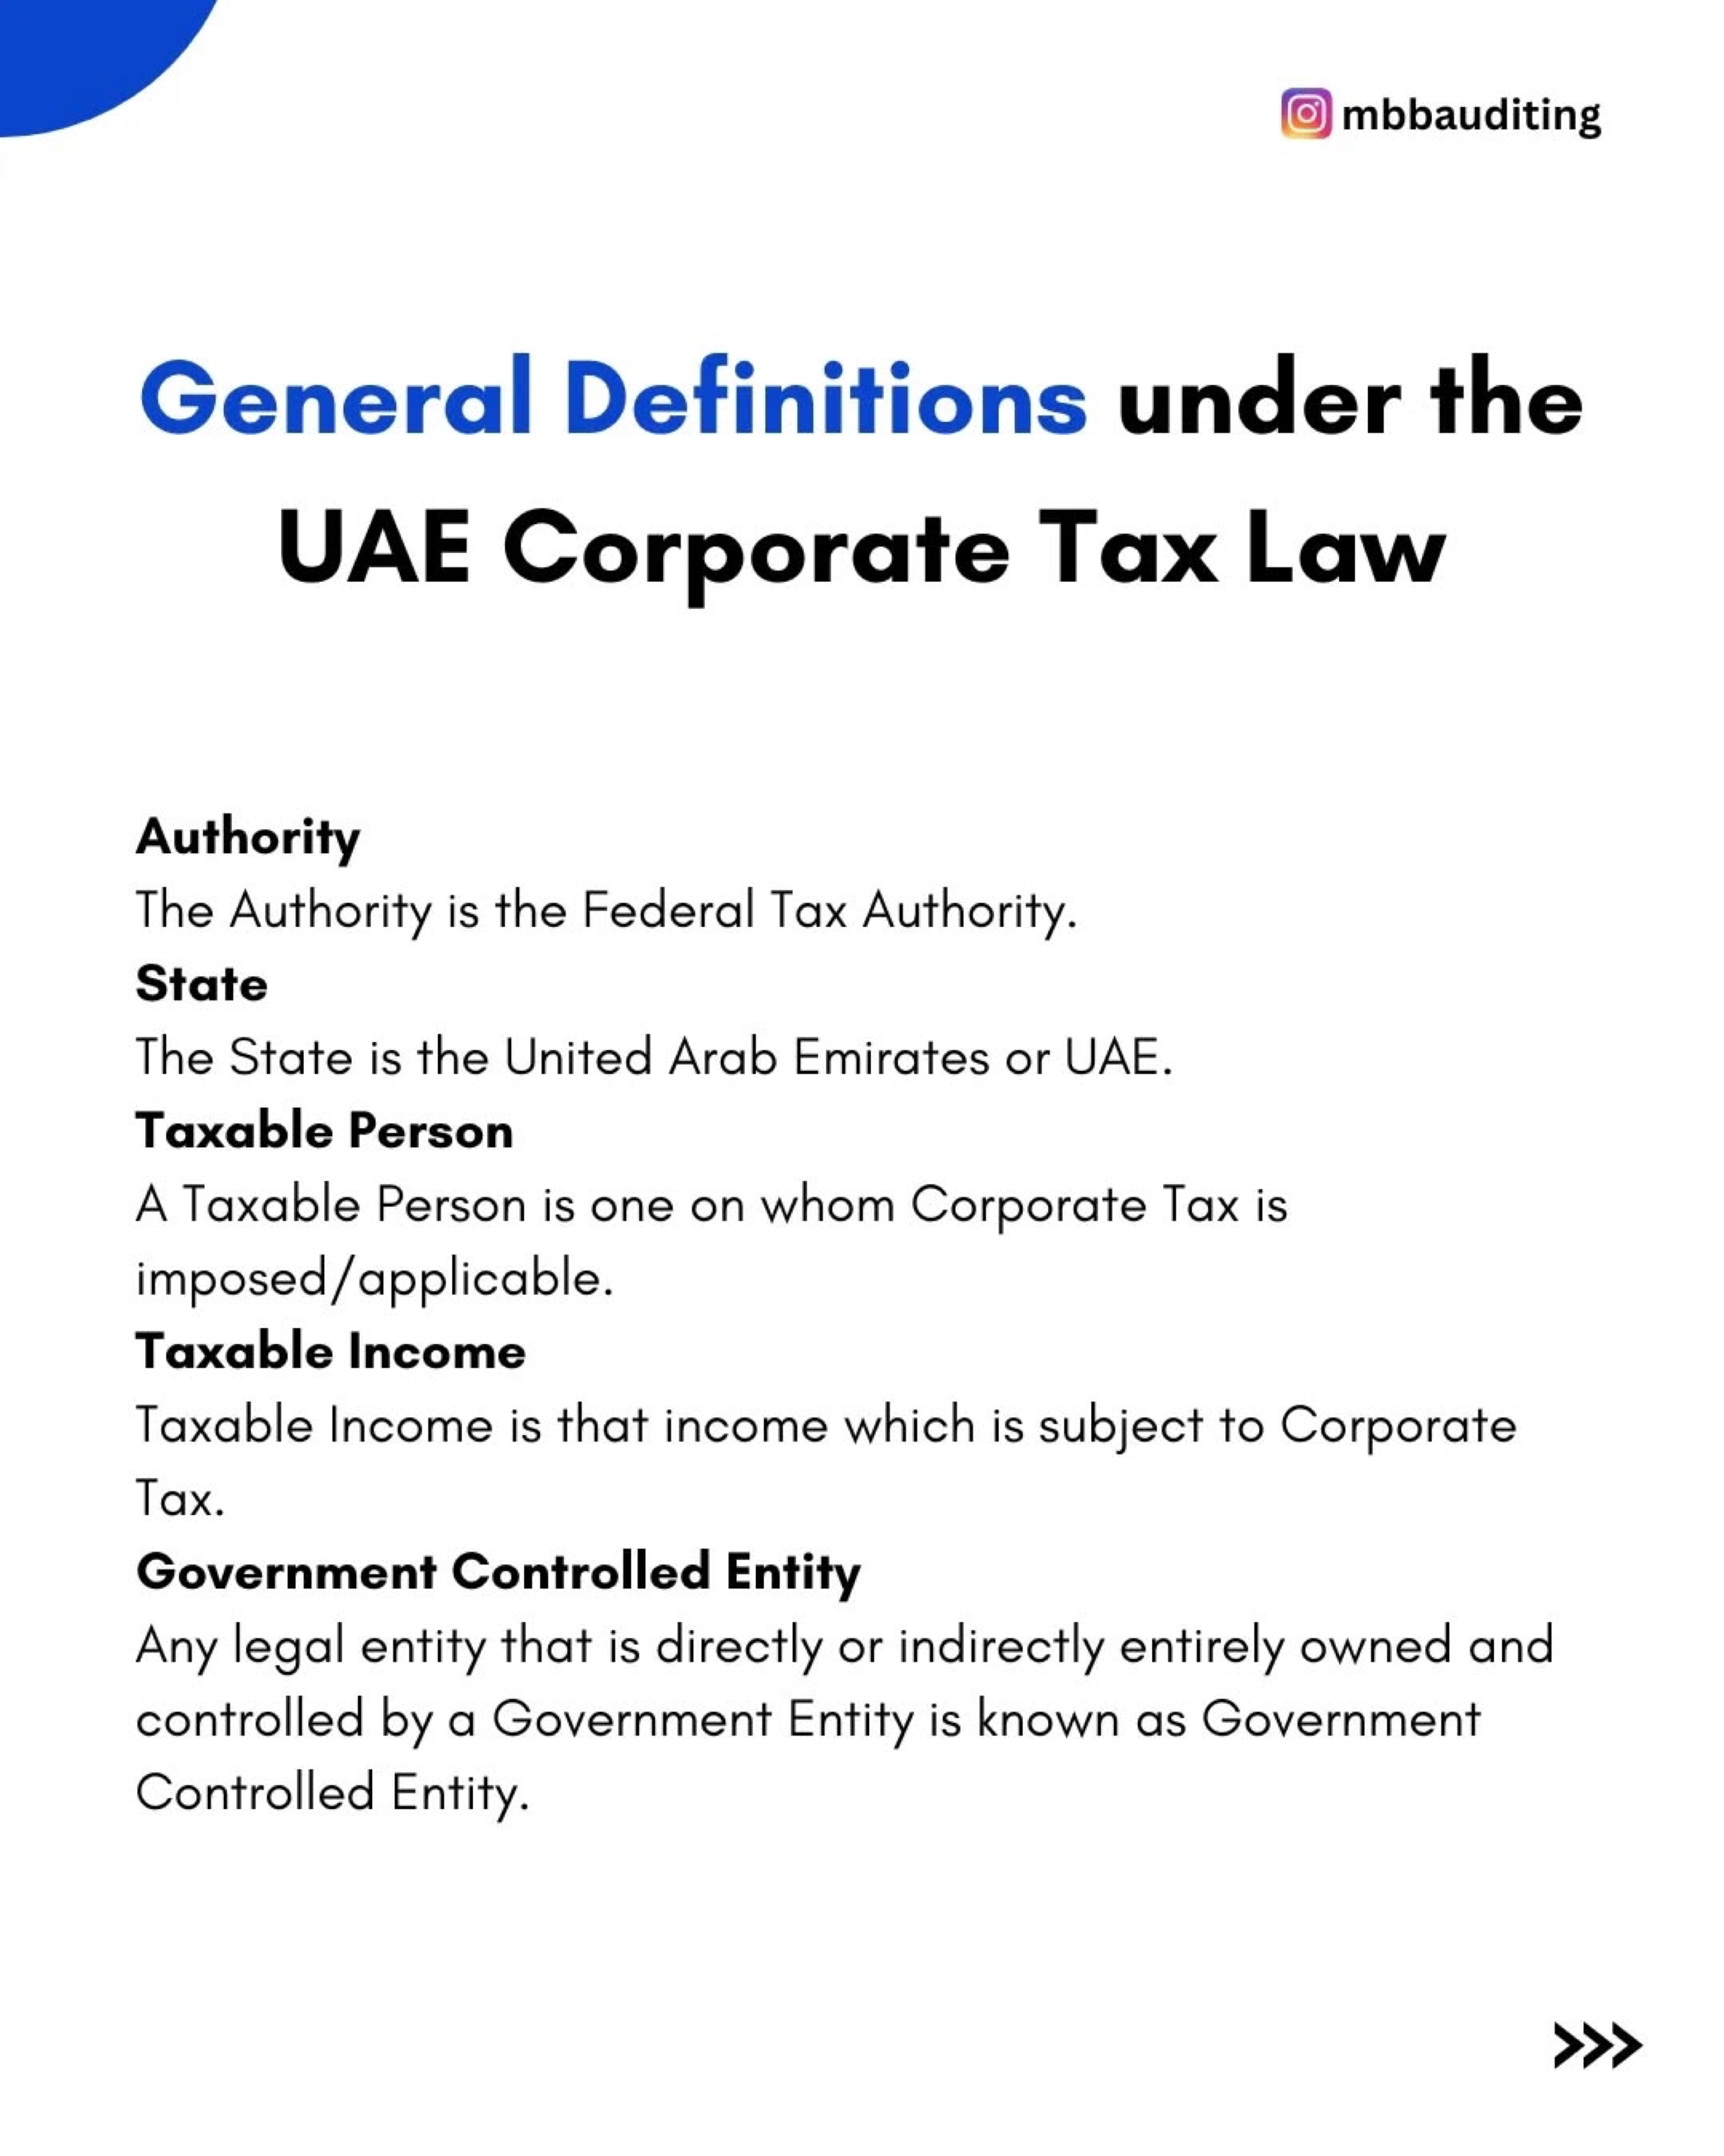 mbbauditing
General Definitions under the
UAE Corporate Tax Law
Authority
The Authority is the Federal Tax Authority.
State
The State is the United Arab Emirates or UAE.
Taxable Person
A Taxable Person is one on whom Corporate Tax is
imposed/applicable.
Taxable Income
Taxable Income is that income which is subject to Corporate
Tax.
Government Controlled Entity
Any legal entity that is directly or indirectly entirely owned and
controlled by a Government Entity is known as Government
Controlled Entity.